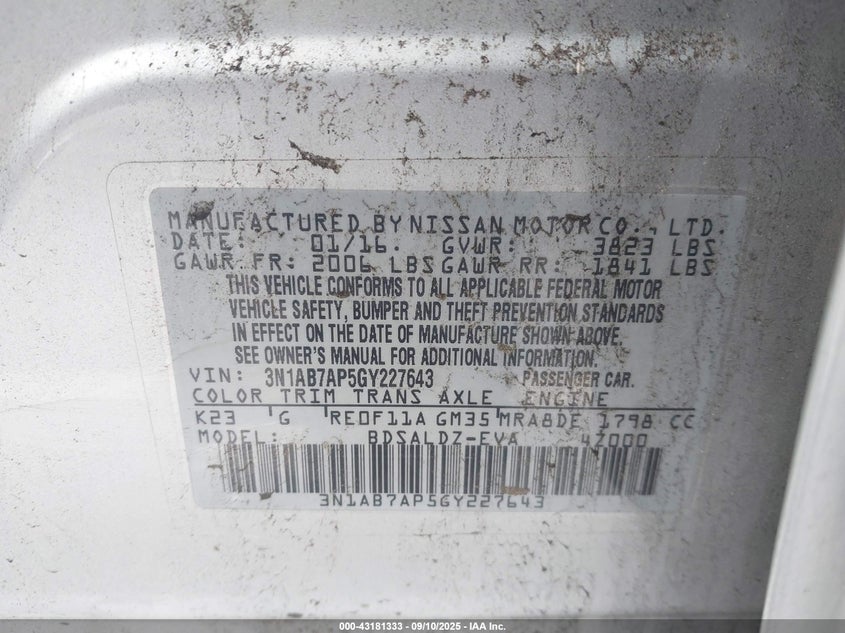 MANUFACTURED BY NISSAN MOTOR CO., LTD.
DATE: 01/16. GVWR: 3823 LBS
GAWR FR: 2006 LBS GAWR RR: 1841 LBS
THIS VEHICLE CONFORMS TO ALL APPLICABLE FEDERAL MOTOR
VEHICLE SAFETY, BUMPER AND THEFT PREVENTION STANDARDS
IN EFFECT ON THE DATE OF MANUFACTURE SHOWN ABOVE.
SEE OWNER'S MANUAL FOR ADDITIONAL INFORMATION.
VIN: 3N1AB7AP5GY227643 PASSENGER CAR.
COLOR TRIM TRANS AXLE ENGINE
K23 G RE0F11A GM35 MRA8DE 1798 CC
MODEL: BDSALDZ-EVA 4Z000
3N1AB7AP5GY227643
000-43181333 - 09/10/2025 - IAA Inc.